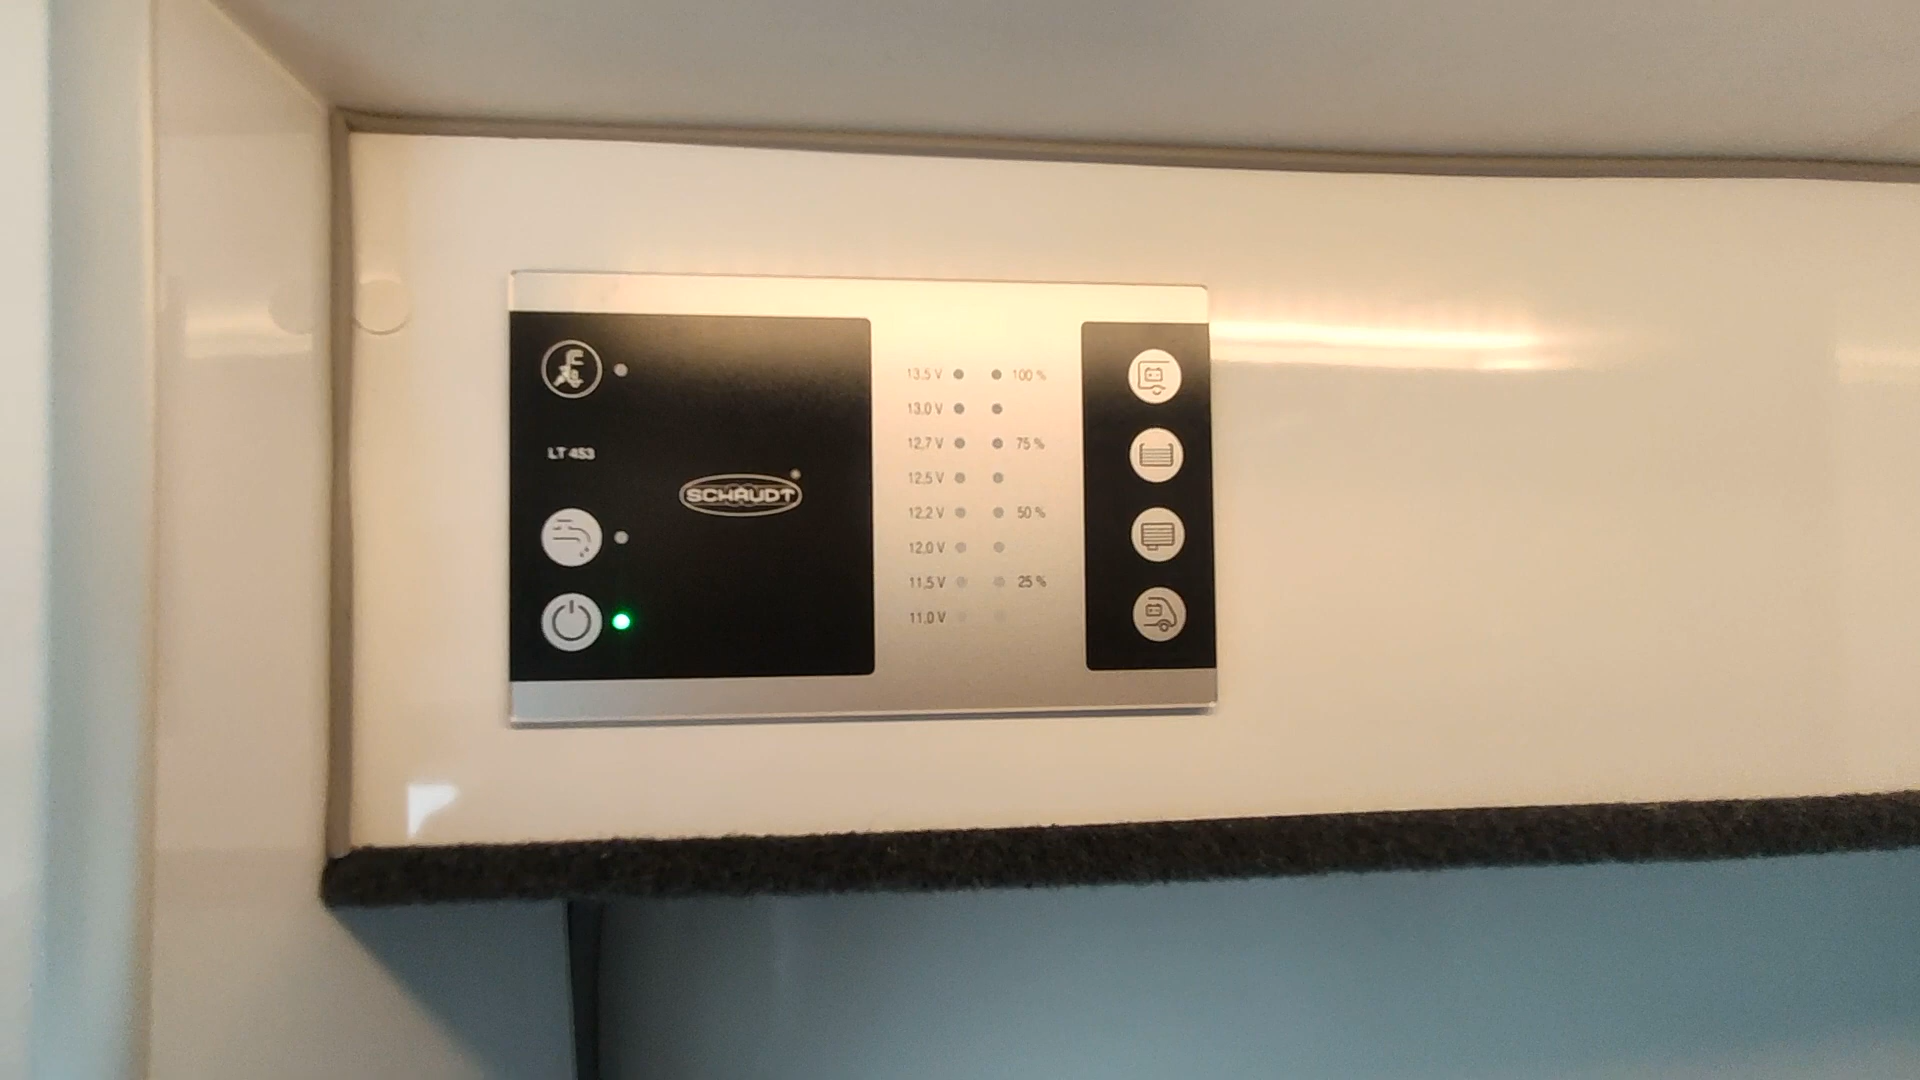 LT 453
SCHAUDT
13,5 V 100 %
13,0 V
12,7 V 75 %
12,5 V
12,2 V 50 %
12,0 V
11,5 V 25 %
11,0 V